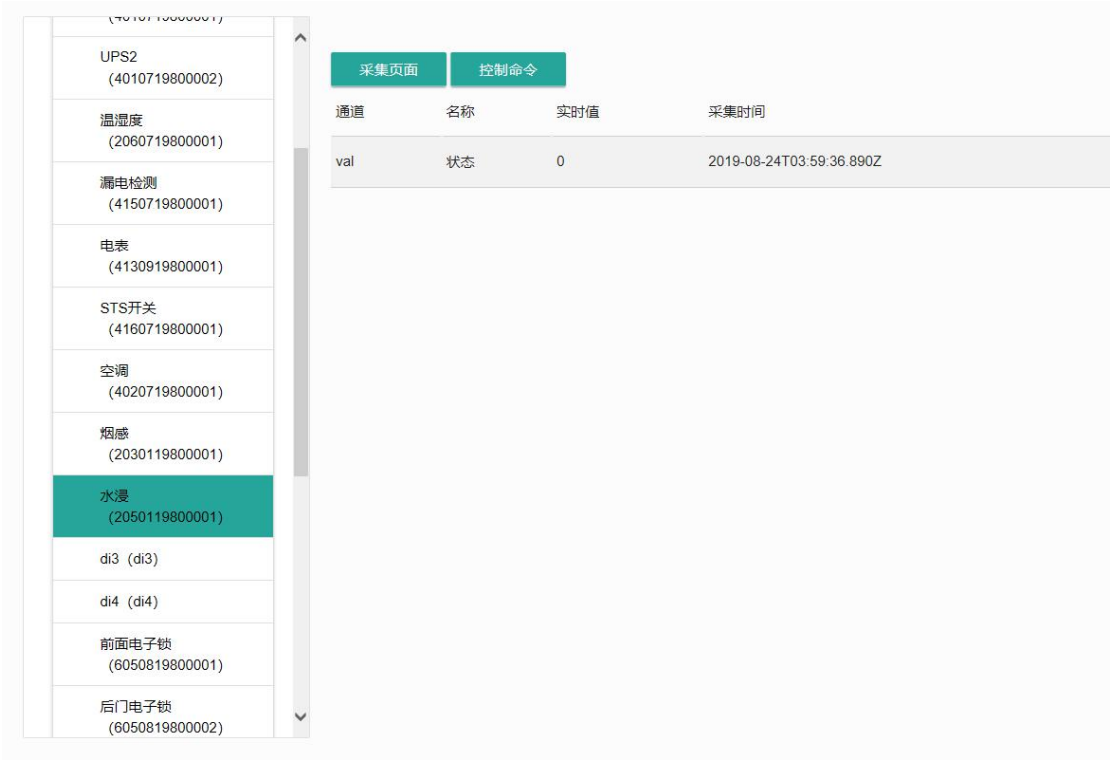 UPS2
(4010719800002)
温湿度
(2060719800001)
漏电检测
(4150719800001)
电表
(4130919800001)
STS开关
(4160719800001)
空调
(4020719800001)
烟感
(2030119800001)
水浸
(2050119800001)
di3 (di3)
di4 (di4)
前面电子锁
(6050819800001)
后门电子锁
(6050819800002)
采集页面 控制命令
通道 名称 实时值 采集时间
val 状态 0 2019-08-24T03:59:36.890Z